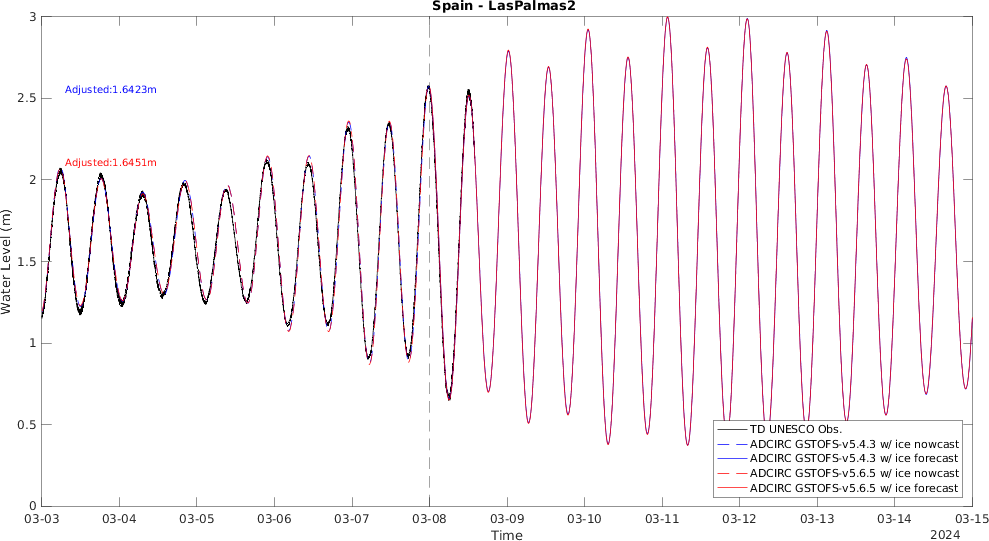 Spain - LasPalmas2
3
2.5
2
1.5
1
0.5
0
Water Level (m)
Adjusted:1.6423m
Adjusted:1.6451m
TD UNESCO Obs.
ADCIRC GSTOFS-v5.4.3 w/ ice nowcast
ADCIRC GSTOFS-v5.4.3 w/ ice forecast
ADCIRC GSTOFS-v5.6.5 w/ ice nowcast
ADCIRC GSTOFS-v5.6.5 w/ ice forecast
03-03 03-04 03-05 03-06 03-07 03-08 03-09 03-10 03-11 03-12 03-13 03-14 03-15
Time
2024